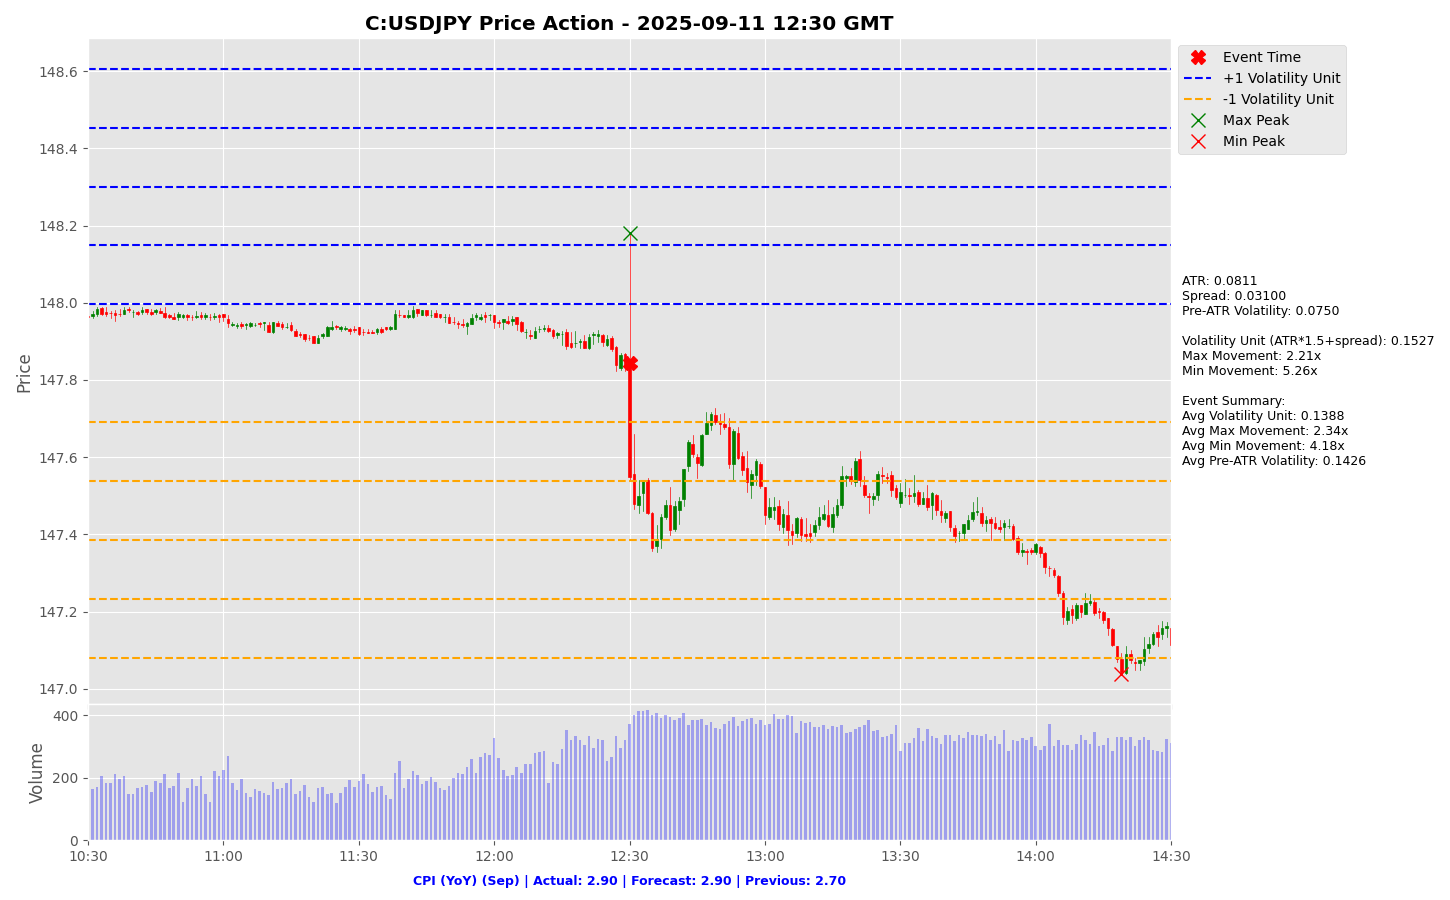 C:USDJPY Price Action - 2025-09-11 12:30 GMT
Event Time
+1 Volatility Unit
-1 Volatility Unit
Max Peak
Min Peak
148.6
148.4
148.2
148.0
147.8
147.6
147.4
147.2
147.0
Price
ATR: 0.0811
Spread: 0.03100
Pre-ATR Volatility: 0.0750
Volatility Unit (ATR*1.5+spread): 0.1527
Max Movement: 2.21x
Min Movement: 5.26x
Event Summary:
Avg Volatility Unit: 0.1388
Avg Max Movement: 2.34x
Avg Min Movement: 4.18x
Avg Pre-ATR Volatility: 0.1426
400
200
0
Volume
10:30 11:00 11:30 12:00 12:30 13:00 13:30 14:00 14:30
CPI (YoY) (Sep) | Actual: 2.90 | Forecast: 2.90 | Previous: 2.70